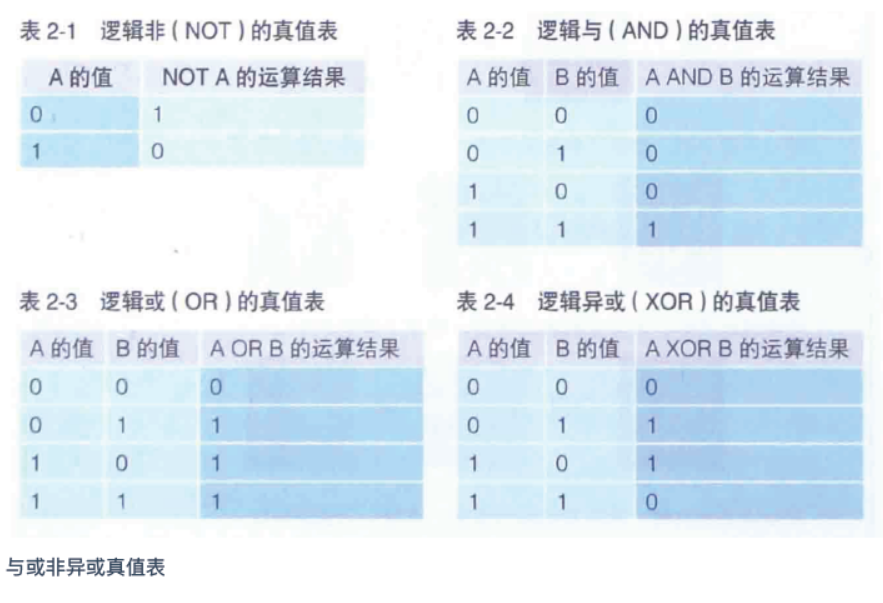 表 2-1 逻辑非(NOT)的真值表
A 的值 NOT A 的运算结果
0 1
1 0
表 2-2 逻辑与(AND)的真值表
A 的值 B 的值 A AND B 的运算结果
0 0 0
0 1 0
1 0 0
1 1 1
表 2-3 逻辑或(OR)的真值表
A 的值 B 的值 A OR B 的运算结果
0 0 0
0 1 1
1 0 1
1 1 1
表 2-4 逻辑异或(XOR)的真值表
A 的值 B 的值 A XOR B 的运算结果
0 0 0
0 1 1
1 0 1
1 1 0
与或非异或真值表